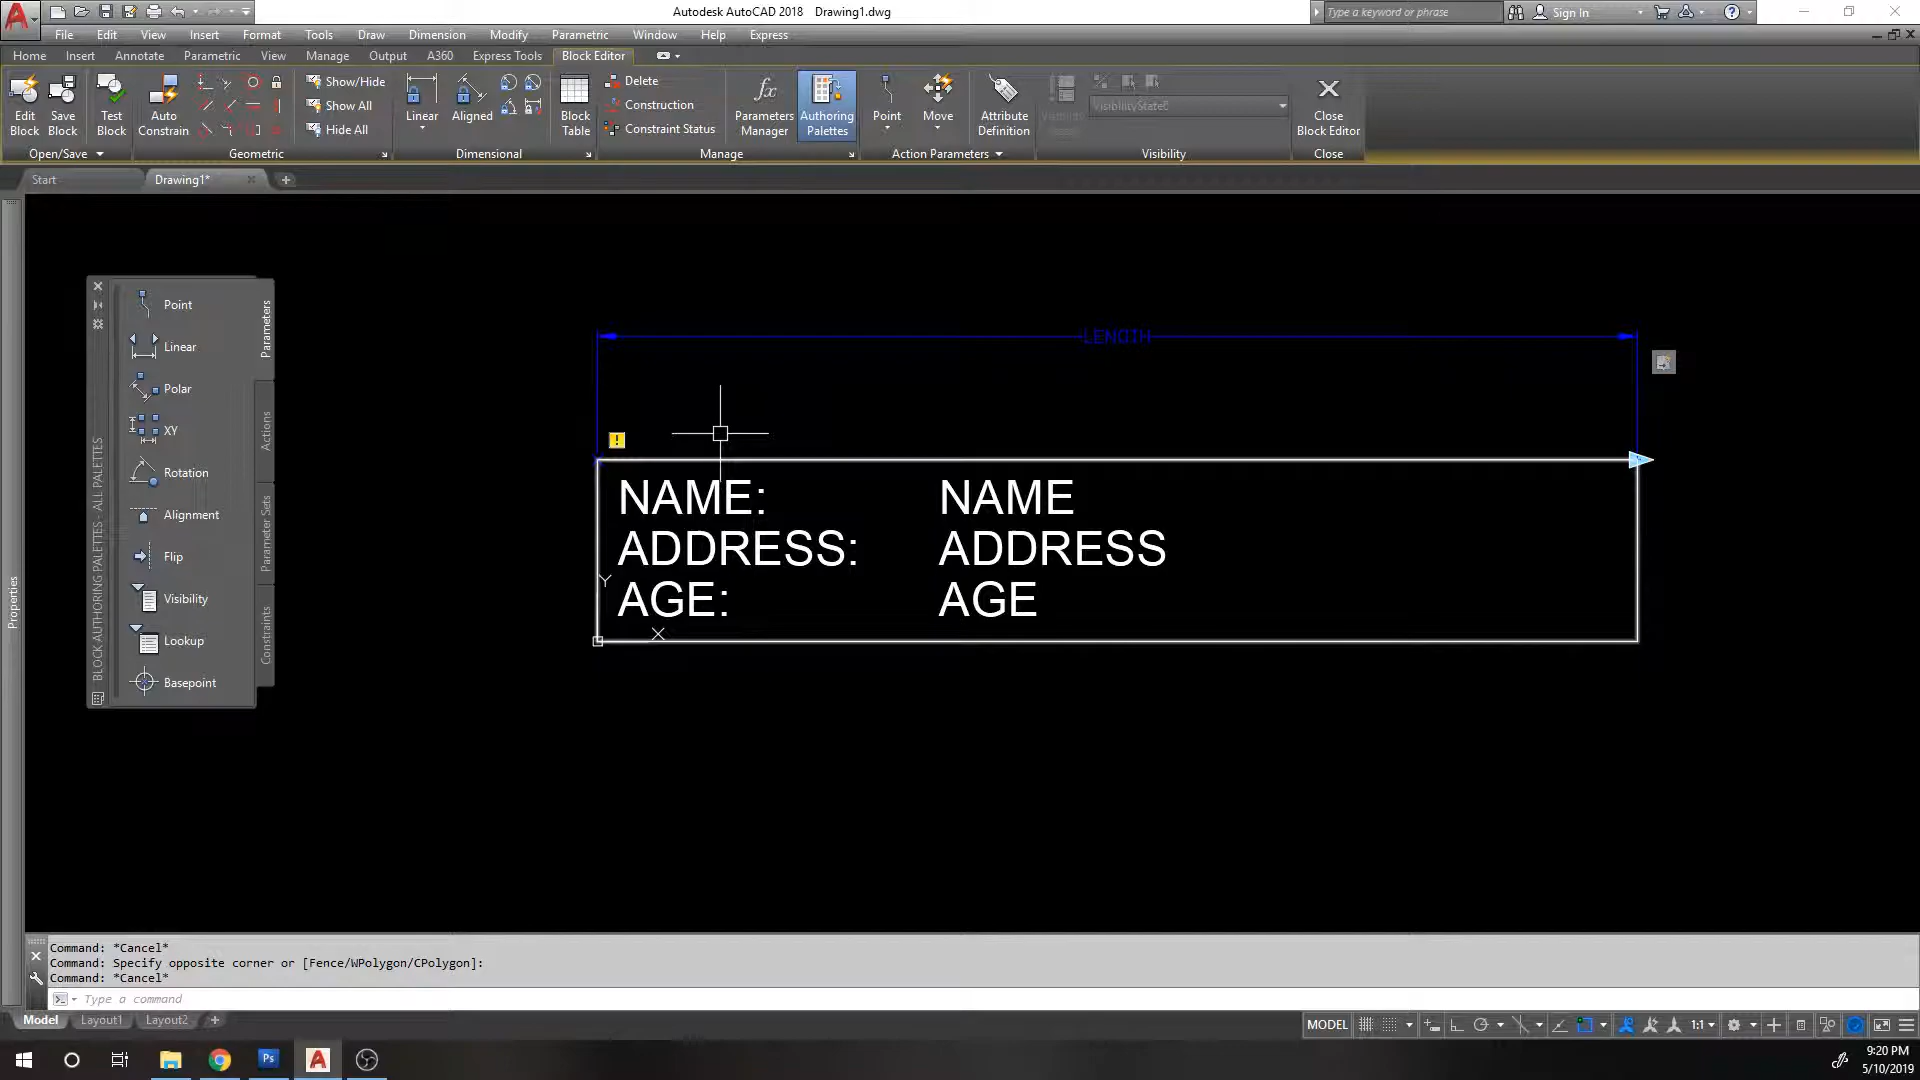 Autodesk AutoCAD 2018 Drawing1.dwg
Type a keyword or phrase
Sign In
File Edit View Insert Format Tools Draw Dimension Modify Parametric Window Help Express
Home Insert Annotate Parametric View Manage Output A360 Express Tools Block Editor
Edit Block
Save Block
Test Block
Auto Constrain
Show/Hide
Show All
Hide All
Linear
Aligned
Block Table
Delete
Construction
Constraint Status
Parameters Manager
Authoring Palettes
Point
Move
Attribute Definition
VisibilityState0
Close Block Editor
Open/Save Geometric Dimensional Manage Action Parameters Visibility Close
Start Drawing1*
Point
Linear
Polar
XY
Rotation
Alignment
Flip
Visibility
Lookup
Basepoint
Parameters
Actions
Parameter Sets
Constraints
BLOCK AUTHORING PALETTES - ALL PALETTES
Properties
LENGTH
NAME: NAME
ADDRESS: ADDRESS
AGE: AGE
Y
X
Command: *Cancel*
Command: Specify opposite corner or [Fence/WPolygon/CPolygon]:
Command: *Cancel*
Type a command
Model Layout1 Layout2
MODEL
1:1
Ps
9:20 PM
5/10/2019